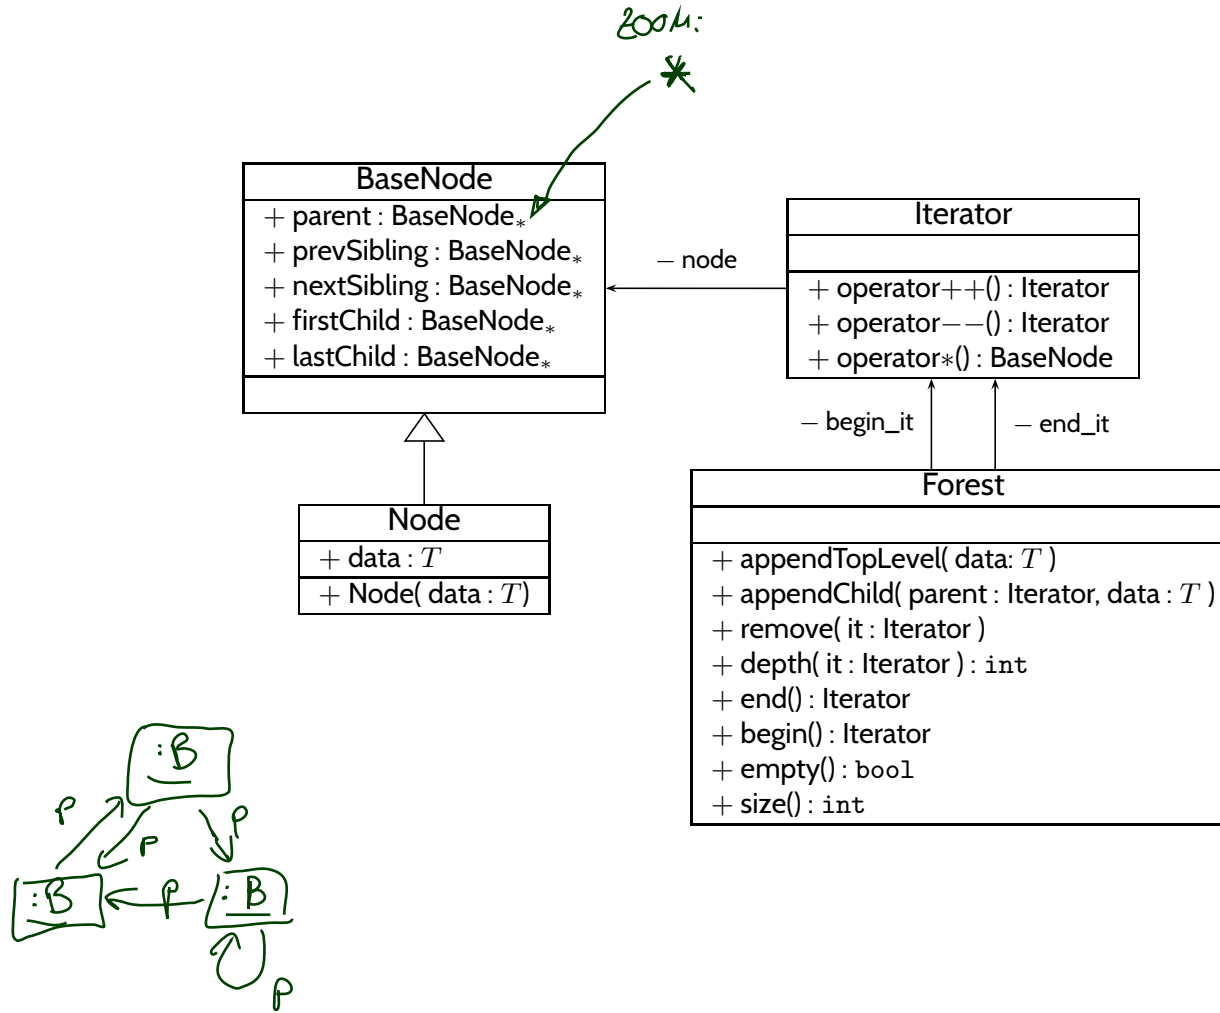 ZOOM:
*
BaseNode
+ parent : BaseNode*
+ prevSibling : BaseNode*
+ nextSibling : BaseNode*
+ firstChild : BaseNode*
+ lastChild : BaseNode*
− node
Iterator
+ operator++() : Iterator
+ operator−−() : Iterator
+ operator*() : BaseNode
− begin_it
− end_it
Node
+ data : T
+ Node( data : T)
Forest
+ appendTopLevel( data: T )
+ appendChild( parent : Iterator, data : T )
+ remove( it : Iterator )
+ depth( it : Iterator ) : int
+ end() : Iterator
+ begin() : Iterator
+ empty() : bool
+ size() : int
:B
P
P
P
:B
P
:B
P